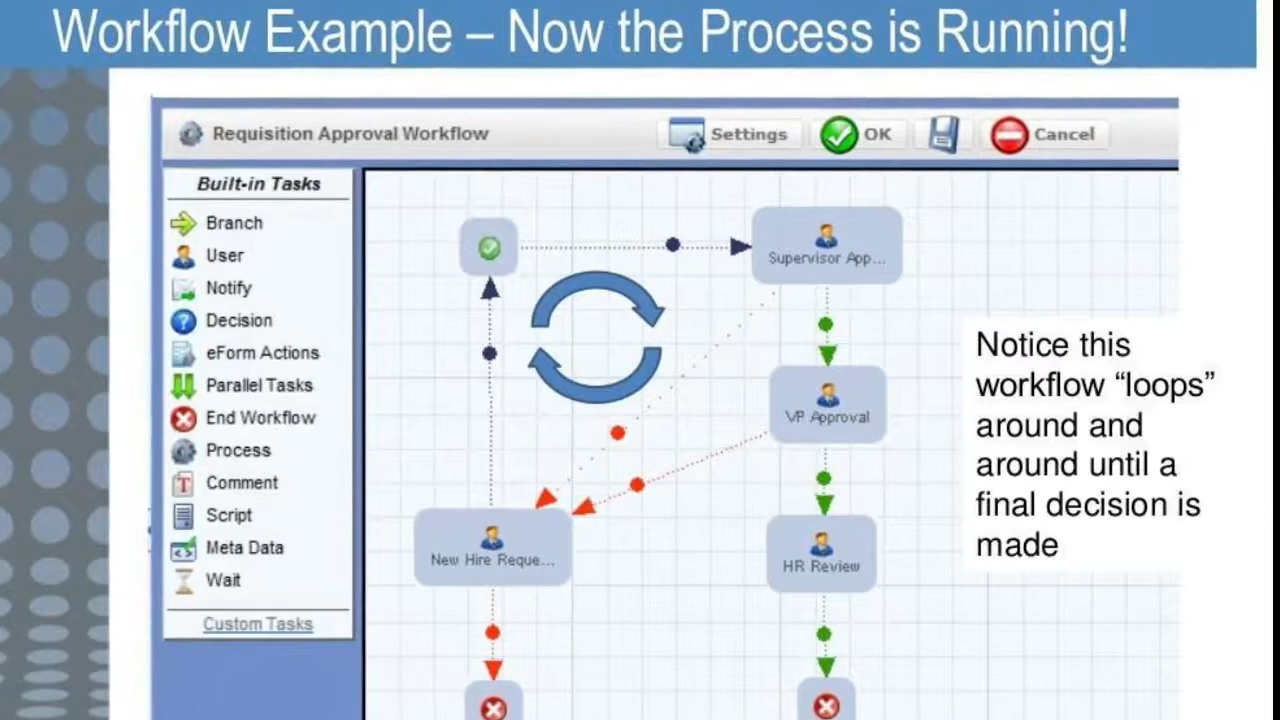 Workflow Example – Now the Process is Running!
Requisition Approval Workflow
Settings
OK
Cancel
Built-in Tasks
Branch
User
Notify
Decision
eForm Actions
Parallel Tasks
End Workflow
Process
Comment
Script
Meta Data
Wait
Custom Tasks
Supervisor App...
VP Approval
New Hire Reque...
HR Review
Notice this
workflow “loops”
around and
around until a
final decision is
made